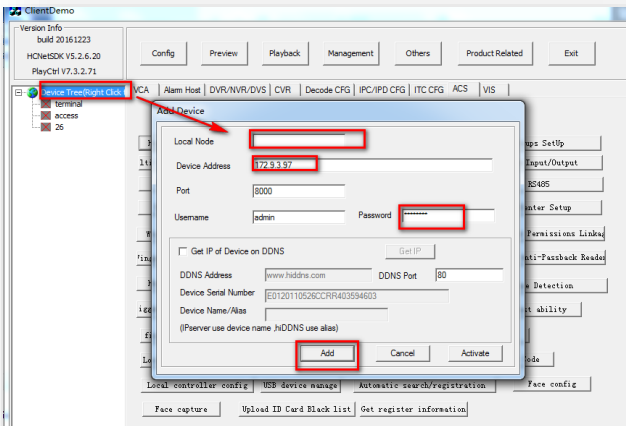 ClientDemo
Version Info
build 20161223
HCNetSDK V5.2.6.20
PlayCtrl V7.3.2.71
Config
Preview
Playback
Management
Others
Product Related
Exit
Device Tree(Right Click
terminal
access
26
VCA
Alarm Host
DVR/NVR/DVS
CVR
Decode CFG
IPC/IPD CFG
ITC CFG
ACS
VIS
Add Device
Local Node
Device Address
172.9.3.97
Port
8000
Username
admin
Password
********
Get IP of Device on DDNS
Get IP
DDNS Address
www.hiddns.com
DDNS Port
80
Device Serial Number
E0120110526CCRR403594603
Device Name/Alias
(IPserver use device name ,hiDDNS use alias)
Add
Cancel
Activate
ups SetUp
Input/Output
RS485
enter Setup
Permissions Linka
nti-Passback Reade
e Detection
t ability
ode
Local controller config
USB device manage
Automatic search/registration
Face config
Face capture
Upload ID Card Black list
Get register information